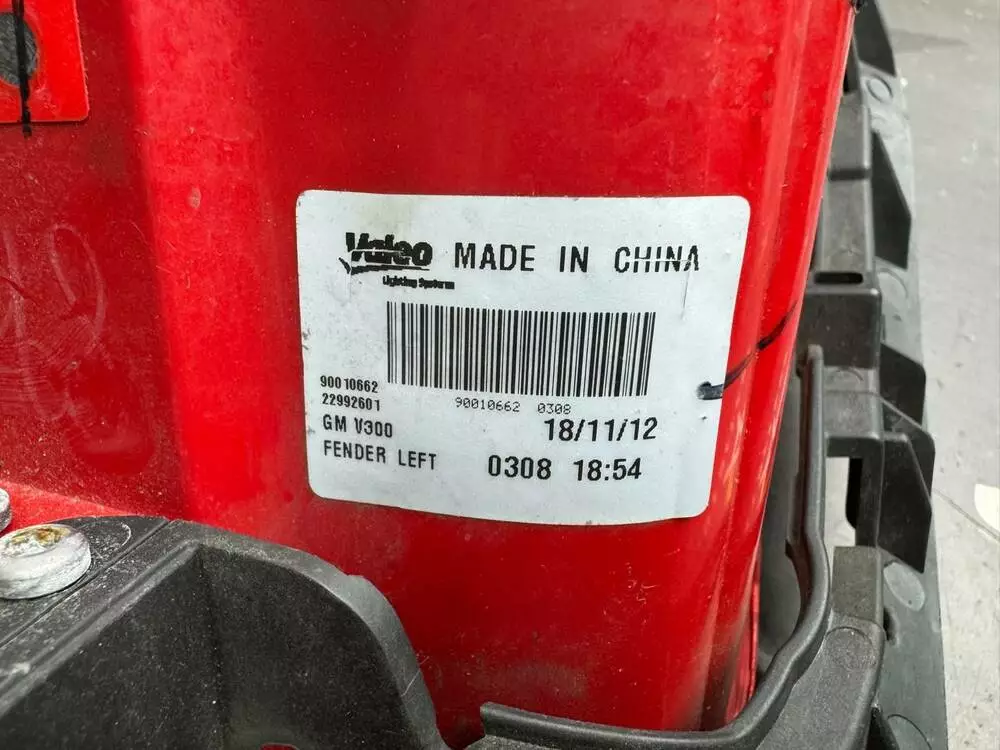 Valeo MADE IN CHINA
Lighting Systems
90010662
22992601
90010662 0308
GM V300
18/11/12
FENDER LEFT
0308 18:54